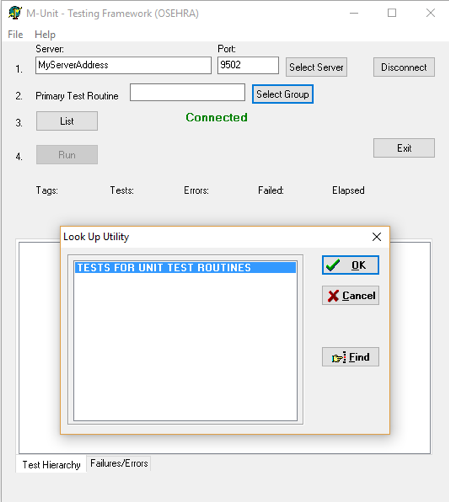 M-Unit - Testing Framework (OSEHRA)
File Help
Server: Port:
1. MyServerAddress 9502 Select Server Disconnect
2. Primary Test Routine Select Group
3. List Connected
4. Run Exit
Tags: Tests: Errors: Failed: Elapsed
Look Up Utility
TESTS FOR UNIT TEST ROUTINES
OK
Cancel
Find
Test Hierarchy Failures/Errors